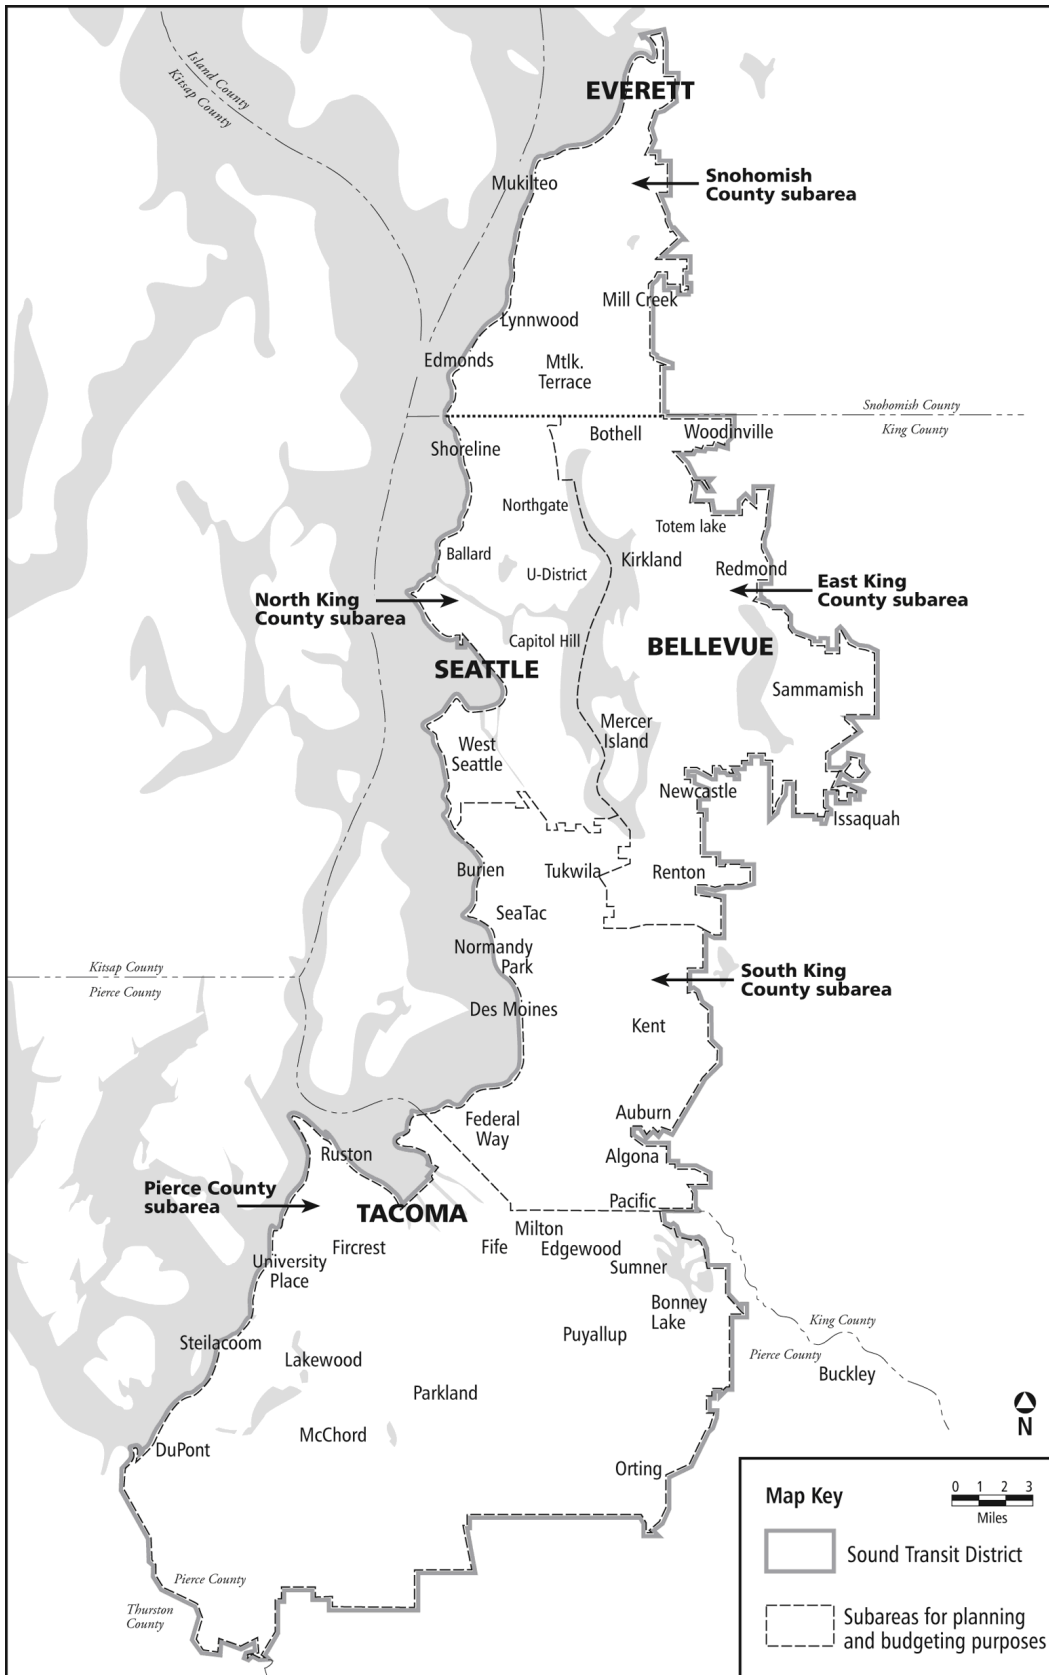 Island County
Kitsap County
EVERETT
Mukilteo
Snohomish
County subarea
Mill Creek
Lynnwood
Edmonds
Mtlk.
Terrace
Snohomish County
King County
Bothell
Woodinville
Shoreline
Northgate
Totem lake
Ballard
Kirkland
Redmond
U-District
East King
County subarea
North King
County subarea
Capitol Hill
BELLEVUE
SEATTLE
Sammamish
Mercer
Island
West
Seattle
Newcastle
Issaquah
Burien
Tukwila
Renton
SeaTac
Normandy
Park
Kitsap County
Pierce County
South King
County subarea
Des Moines
Kent
Auburn
Federal
Way
Ruston
Algona
Pierce County
subarea
Pacific
TACOMA
Milton
Fircrest
Fife
Edgewood
University
Place
Sumner
Bonney
Lake
King County
Pierce County
Puyallup
Steilacoom
Lakewood
Buckley
Parkland
McChord
N
DuPont
Orting
Map Key
0 1 2 3
Miles
Sound Transit District
Pierce County
Thurston
County
Subareas for planning
and budgeting purposes